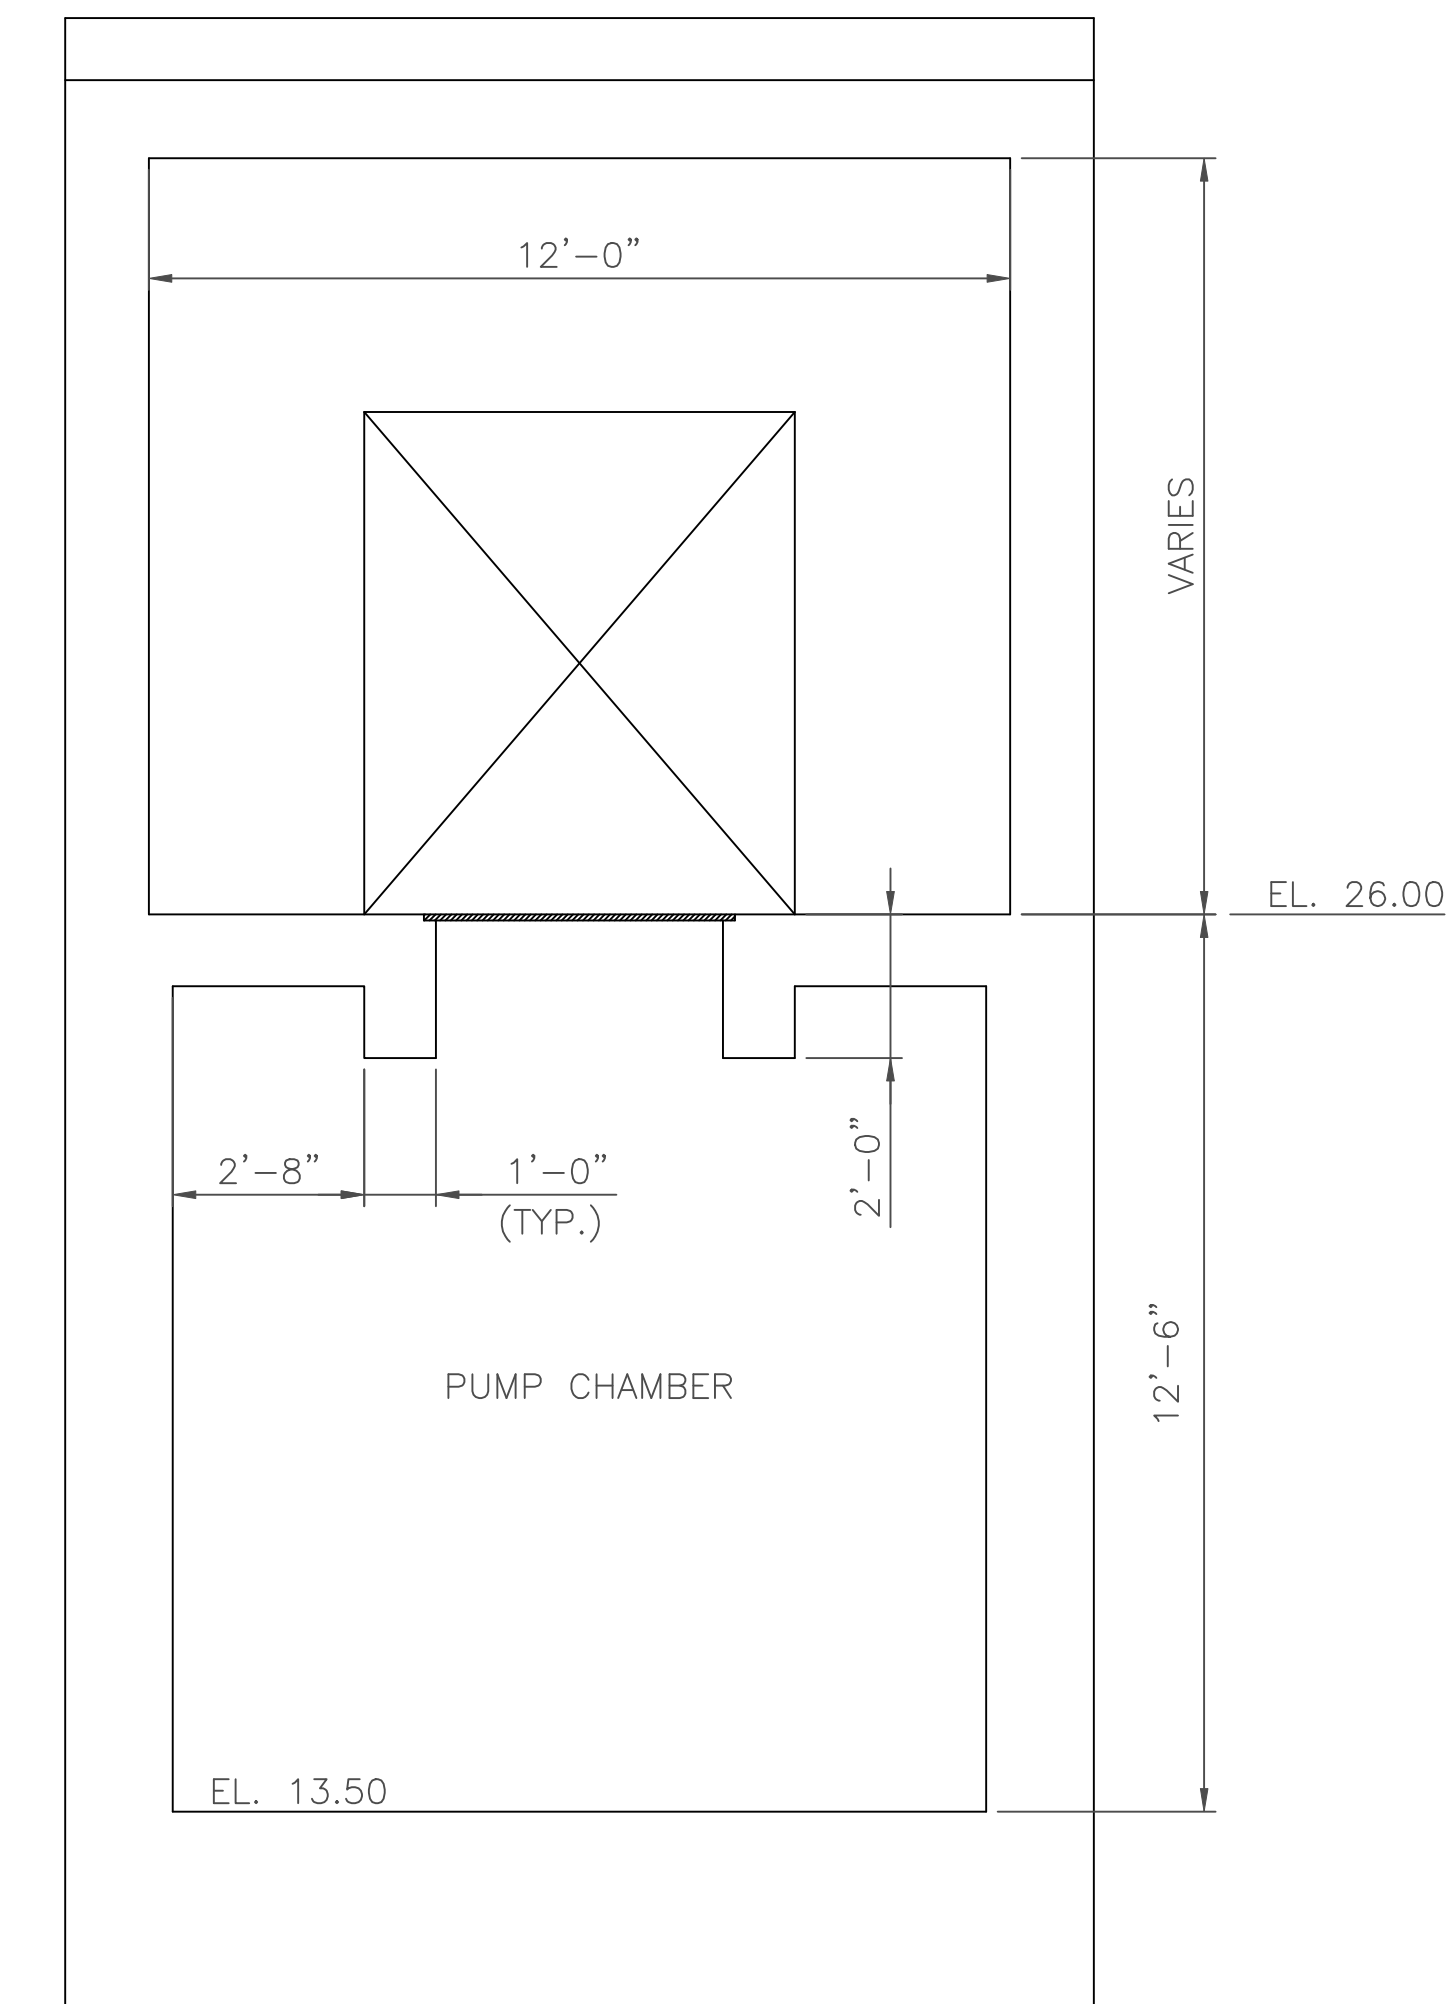 12'-0"
VARIES
EL. 26.00
2'-8"
1'-0"
(TYP.)
2'-0"
12'-6"
PUMP CHAMBER
EL. 13.50